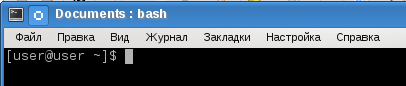 Documents : bash
Файл Правка Вид Журнал Закладки Настройка Справка
[user@user ~]$